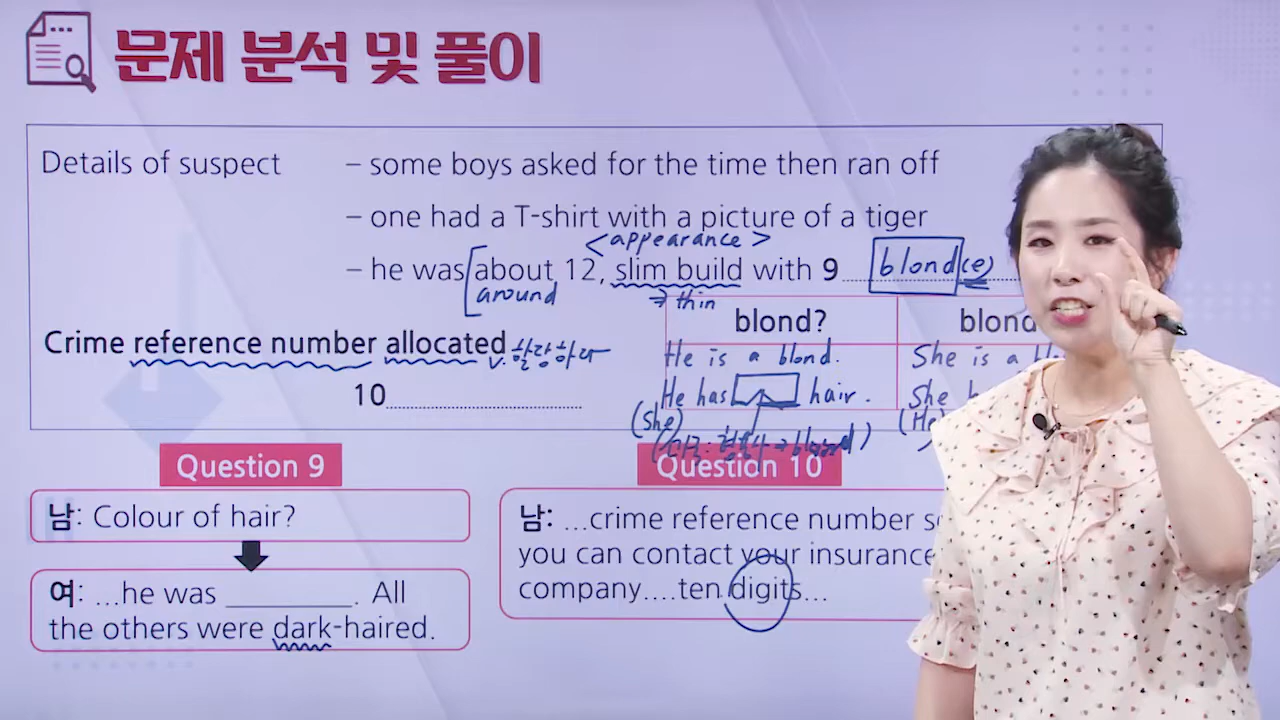 문제 분석 및 풀이
Details of suspect – some boys asked for the time then ran off
– one had a T-shirt with a picture of a tiger
<appearance>
– he was about 12, slim build with 9 blond(e)
around → thin
Crime reference number allocated v. 할당하다
10
blond? blond
He is a blond. She is a
He has hair. She
(she) (He)
Question 9
남: Colour of hair?
여: ...he was ________. All
the others were dark-haired.
Question 10
남: ...crime reference number
you can contact your insurance
company....ten digits...